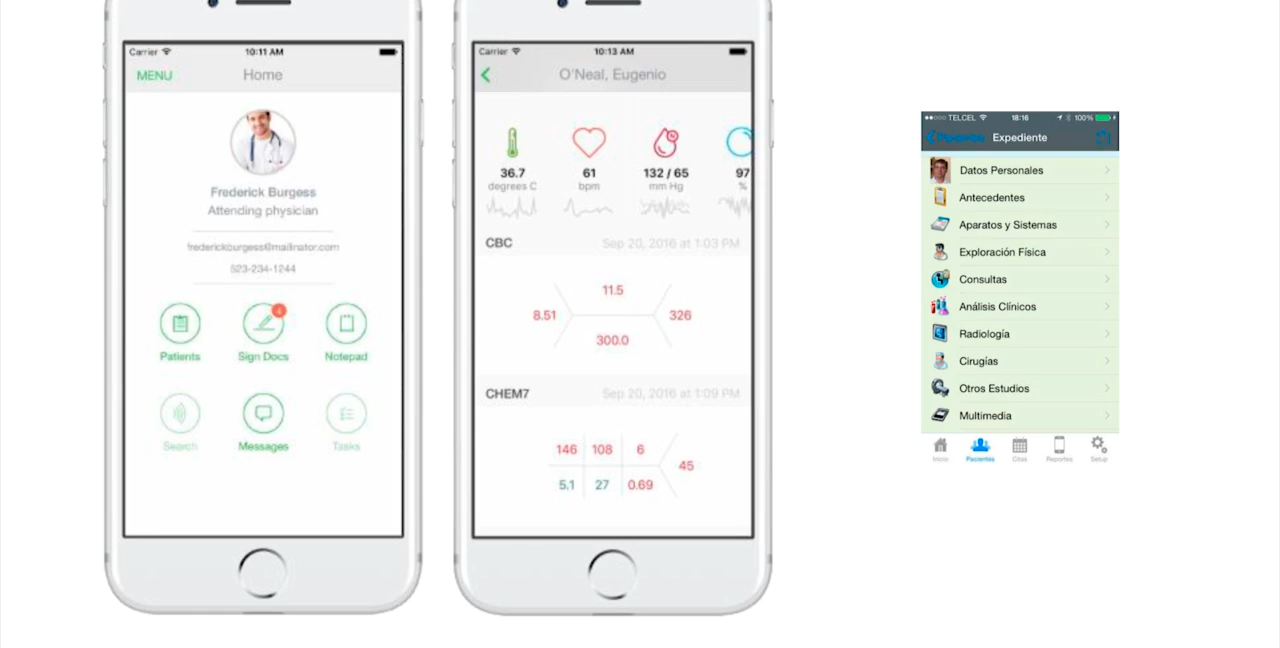 Carrier
10:11 AM
MENU
Home
Frederick Burgess
Attending physician
frederickburgess@mailinator.com
523-234-1244
4
Patients
Sign Docs
Notepad
Search
Messages
Tasks
Carrier
10:13 AM
O'Neal, Eugenio
36.7
61
132 / 65
97
degrees C
bpm
mm Hg
%
CBC
Sep 20, 2016 at 1:03 PM
11.5
8.51
326
300.0
CHEM7
Sep 20, 2016 at 1:09 PM
146 108 6
45
5.1 27 0.69
TELCEL
18:16
100%
Expediente
Datos Personales
Antecedentes
Aparatos y Sistemas
Exploración Física
Consultas
Análisis Clínicos
Radiología
Cirugías
Otros Estudios
Multimedia
Inicio
Pacientes
Citas
Reportes
Setup